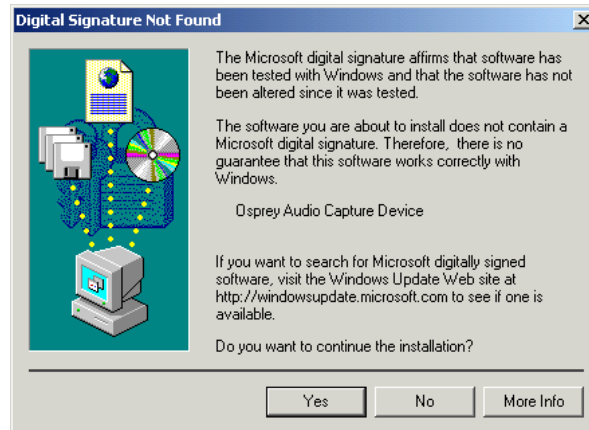 Digital Signature Not Found
The Microsoft digital signature affirms that software has
been tested with Windows and that the software has not
been altered since it was tested.
The software you are about to install does not contain a
Microsoft digital signature. Therefore, there is no
guarantee that this software works correctly with
Windows.
Osprey Audio Capture Device
If you want to search for Microsoft digitally signed
software, visit the Windows Update Web site at
http://windowsupdate.microsoft.com to see if one is
available.
Do you want to continue the installation?
Yes
No
More Info